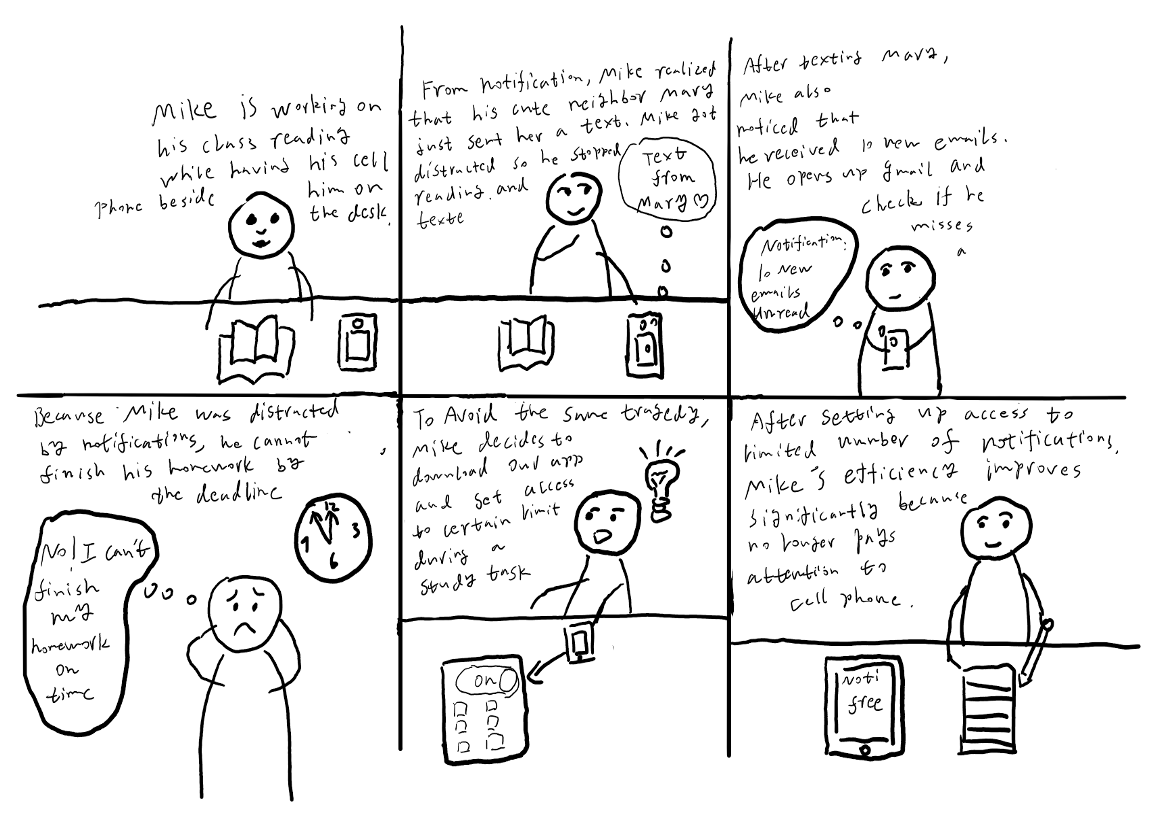 Mike is working on
his class reading
while having his cell
phone beside him on
the desk.
From notification, Mike realized
that his cute neighbor Mary
just sent her a text. Mike got
distracted so he stopped
reading and
texte
Text
from
Mary ♡
After texting Mary,
Mike also
noticed that
he received 10 new emails.
He opens up Gmail and
check if he
misses
a
Notification:
10 New
emails
Unread
Because Mike was distracted
by notifications, he cannot
finish his homework by
the deadline
12
3
6
9
No! I can't
finish
my
homework
on
time
To Avoid the same tragedy,
Mike decides to
download our app
and set access
to certain limit
during a
study task
On
After setting up access to
limited number of notifications,
Mike's efficiency improves
significantly because
no longer pays
attention to
cell phone.
Noti
free